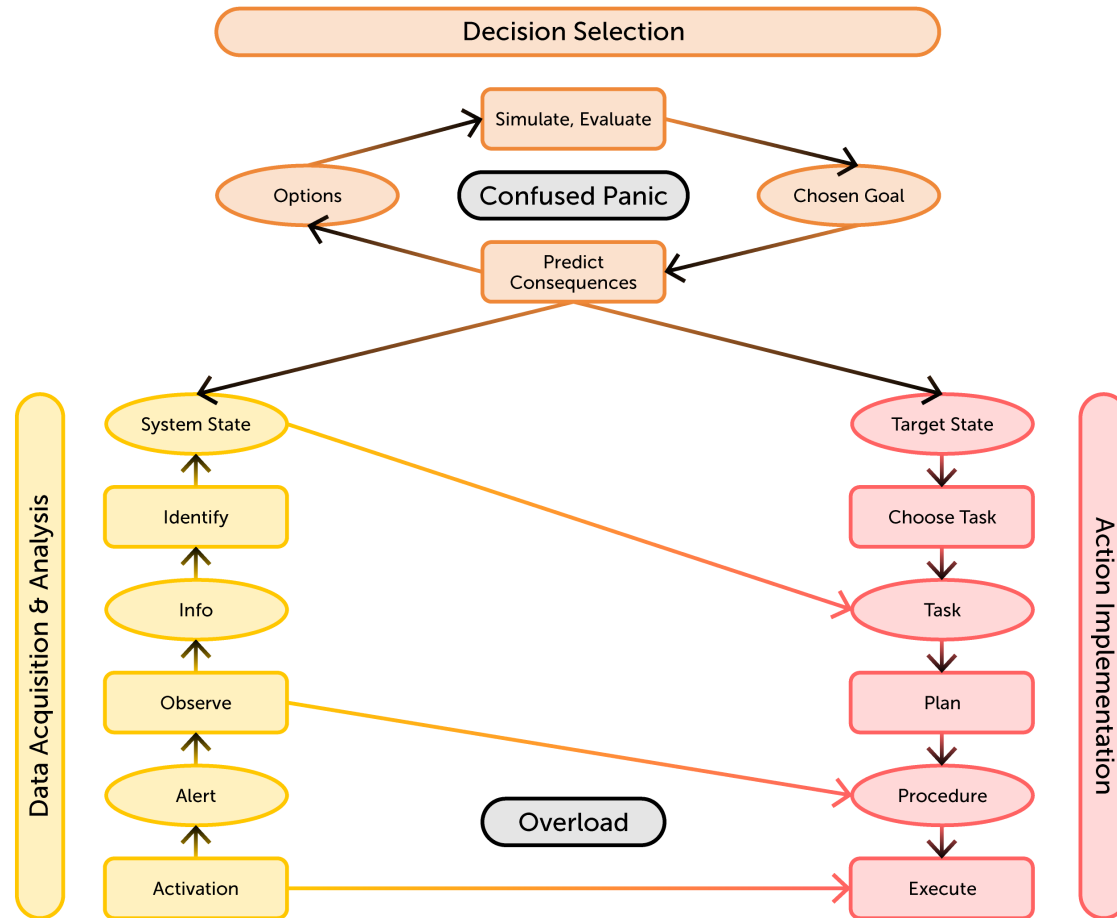 Decision Selection
Simulate, Evaluate
Options
Confused Panic
Chosen Goal
Predict
Consequences
Data Acquisition & Analysis
System State
Identify
Info
Observe
Alert
Activation
Overload
Target State
Choose Task
Task
Plan
Procedure
Execute
Action Implementation